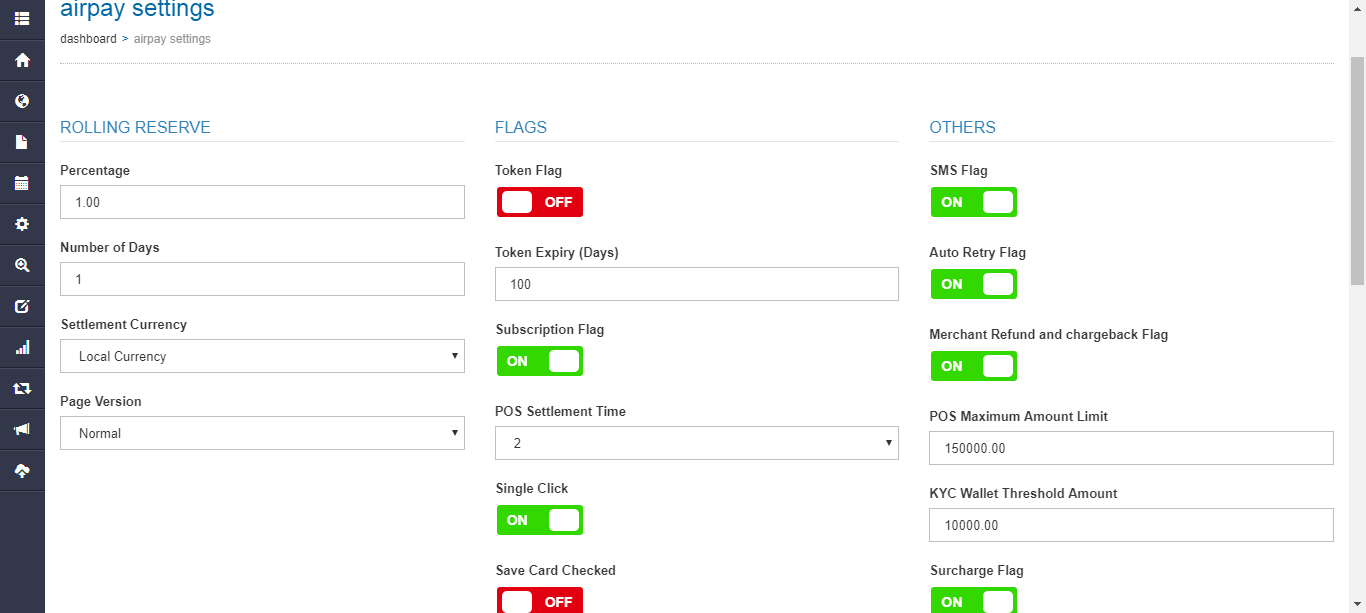 airpay settings
dashboard > airpay settings
ROLLING RESERVE
Percentage
1.00
Number of Days
1
Settlement Currency
Local Currency
Page Version
Normal
FLAGS
Token Flag
OFF
Token Expiry (Days)
100
Subscription Flag
ON
POS Settlement Time
2
Single Click
ON
Save Card Checked
OFF
OTHERS
SMS Flag
ON
Auto Retry Flag
ON
Merchant Refund and chargeback Flag
ON
POS Maximum Amount Limit
150000.00
KYC Wallet Threshold Amount
10000.00
Surcharge Flag
ON